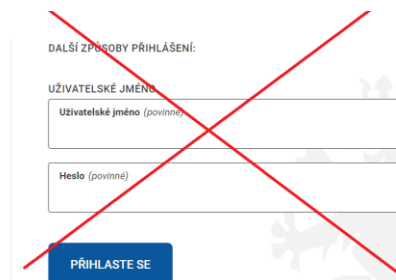 DALŠÍ ZPŮSOBY PŘIHLÁŠENÍ:
UŽIVATELSKÉ JMÉNO
Uživatelské jméno (povinné)
Heslo (povinné)
PŘIHLASTE SE